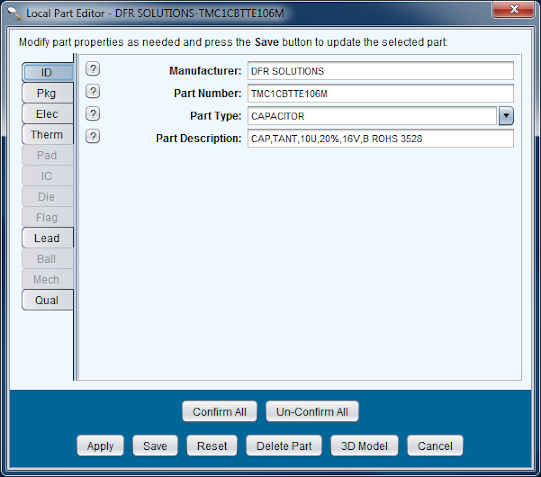 Local Part Editor - DFR SOLUTIONS-TMC1CBTTE106M
Modify part properties as needed and press the Save button to update the selected part:
ID
? Manufacturer: DFR SOLUTIONS
Pkg
? Part Number: TMC1CBTTE106M
Elec
? Part Type: CAPACITOR
Therm
? Part Description: CAP,TANT,10U,20%,16V,B ROHS 3528
Pad
IC
Die
Flag
Lead
Ball
Mech
Qual
Confirm All Un-Confirm All
Apply Save Reset Delete Part 3D Model Cancel